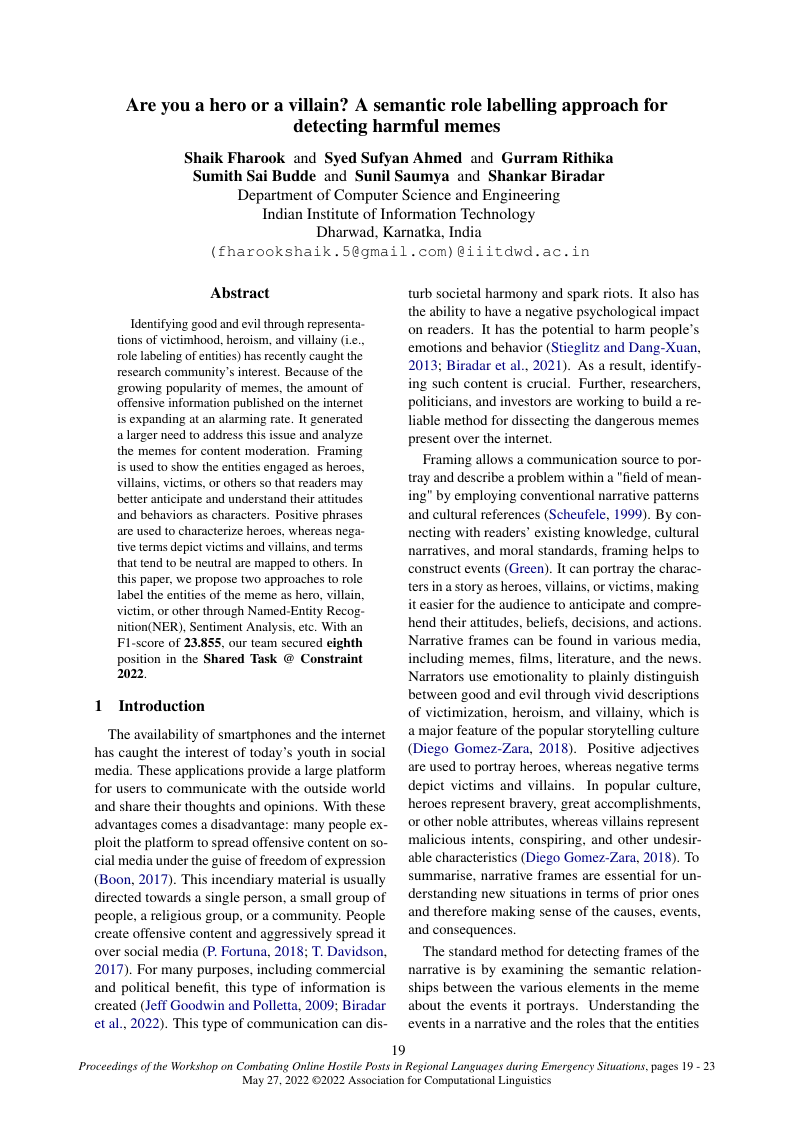 Are you a hero or a villain? A semantic role labelling approach for
detecting harmful memes
Shaik Fharook and Syed Sufyan Ahmed and Gurram Rithika
Sumith Sai Budde and Sunil Saumya and Shankar Biradar
Department of Computer Science and Engineering
Indian Institute of Information Technology
Dharwad, Karnatka, India
(fharookshaik.5@gmail.com)@iiitdwd.ac.in
Abstract
Identifying good and evil through representa-
tions of victimhood, heroism, and villainy (i.e.,
role labeling of entities) has recently caught the
research community's interest. Because of the
growing popularity of memes, the amount of
offensive information published on the internet
is expanding at an alarming rate. It generated
a larger need to address this issue and analyze
the memes for content moderation. Framing
is used to show the entities engaged as heroes,
villains, victims, or others so that readers may
better anticipate and understand their attitudes
and behaviors as characters. Positive phrases
are used to characterize heroes, whereas nega-
tive terms depict victims and villains, and terms
that tend to be neutral are mapped to others. In
this paper, we propose two approaches to role
label the entities of the meme as hero, villain,
victim, or other through Named-Entity Recog-
nition(NER), Sentiment Analysis, etc. With an
F1-score of 23.855, our team secured eighth
position in the Shared Task @ Constraint
2022.
1 Introduction
The availability of smartphones and the internet
has caught the interest of today's youth in social
media. These applications provide a large platform
for users to communicate with the outside world
and share their thoughts and opinions. With these
advantages comes a disadvantage: many people ex-
ploit the platform to spread offensive content on so-
cial media under the guise of freedom of expression
(Boon, 2017). This incendiary material is usually
directed towards a single person, a small group of
people, a religious group, or a community. People
create offensive content and aggressively spread it
over social media (P. Fortuna, 2018; T. Davidson,
2017). For many purposes, including commercial
and political benefit, this type of information is
created (Jeff Goodwin and Polletta, 2009; Biradar
et al., 2022). This type of communication can dis-
turb societal harmony and spark riots. It also has
the ability to have a negative psychological impact
on readers. It has the potential to harm people's
emotions and behavior (Stieglitz and Dang-Xuan,
2013; Biradar et al., 2021). As a result, identify-
ing such content is crucial. Further, researchers,
politicians, and investors are working to build a re-
liable method for dissecting the dangerous memes
present over the internet.
Framing allows a communication source to por-
tray and describe a problem within a "field of mean-
ing" by employing conventional narrative patterns
and cultural references (Scheufele, 1999). By con-
necting with readers' existing knowledge, cultural
narratives, and moral standards, framing helps to
construct events (Green). It can portray the charac-
ters in a story as heroes, villains, or victims, making
it easier for the audience to anticipate and compre-
hend their attitudes, beliefs, decisions, and actions.
Narrative frames can be found in various media,
including memes, films, literature, and the news.
Narrators use emotionality to plainly distinguish
between good and evil through vivid descriptions
of victimization, heroism, and villainy, which is
a major feature of the popular storytelling culture
(Diego Gomez-Zara, 2018). Positive adjectives
are used to portray heroes, whereas negative terms
depict victims and villains. In popular culture,
heroes represent bravery, great accomplishments,
or other noble attributes, whereas villains represent
malicious intents, conspiring, and other undesir-
able characteristics (Diego Gomez-Zara, 2018). To
summarise, narrative frames are essential for un-
derstanding new situations in terms of prior ones
and therefore making sense of the causes, events,
and consequences.
The standard method for detecting frames of the
narrative is by examining the semantic relation-
ships between the various elements in the meme
about the events it portrays. Understanding the
events in a narrative and the roles that the entities
19
Proceedings of the Workshop on Combating Online Hostile Posts in Regional Languages during Emergency Situations, pages 19 - 23
May 27, 2022 ©2022 Association for Computational Linguistics